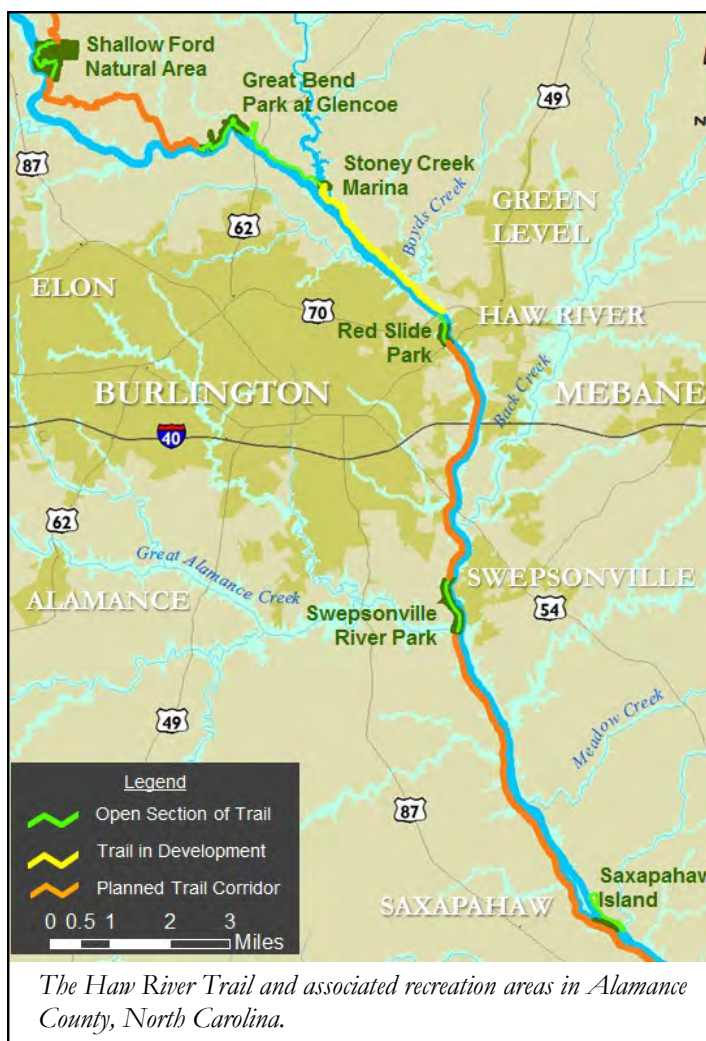 Shallow Ford
Natural Area
Great Bend
Park at Glencoe
49
N
87
Stoney Creek
Marina
Boyds Creek
GREEN
LEVEL
62
ELON
70
HAW RIVER
Red Slide
Park
BURLINGTON
Back Creek
MEBANE
40
62
Great Alamance Creek
SWEPSONVILLE
ALAMANCE
54
Swepsonville
River Park
49
Meadow Creek
Legend
Open Section of Trail
Trail in Development
Planned Trail Corridor
0 0.5 1 2 3
Miles
87
Saxapahaw
Island
SAXAPAHAW
The Haw River Trail and associated recreation areas in Alamance
County, North Carolina.